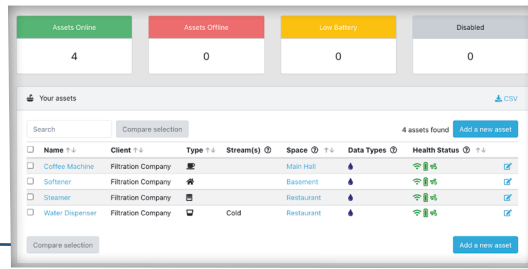 Assets Online Assets Offline Low Battery Disabled
4 0 0 0
Your assets CSV
Search Compare selection 4 assets found Add a new asset
Name ↑↓ Client ↑↓ Type ↑↓ Stream(s) Space ↑↓ Data Types Health Status ↑↓
Coffee Machine Filtration Company Main Hall
Softener Filtration Company Basement
Steamer Filtration Company Restaurant
Water Dispenser Filtration Company Cold Restaurant
Compare selection Add a new asset